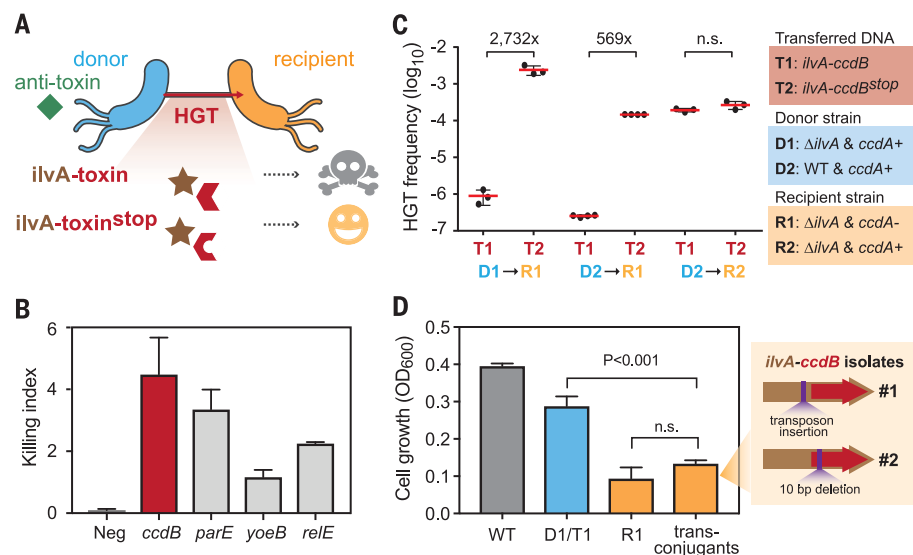 A
donor
recipient
anti-toxin
HGT
ilvA-toxin
ilvA-toxinstop
B
Killing index
6
4
2
0
Neg
ccdB
parE
yoeB
relE
C
HGT frequency (log10)
-2
-3
-4
-5
-6
-7
2,732x
569x
n.s.
T1 T2 T1 T2 T1 T2
D1→R1 D2→R1 D2→R2
Transferred DNA
T1: ilvA-ccdB
T2: ilvA-ccdBstop
Donor strain
D1: ΔilvA & ccdA+
D2: WT & ccdA+
Recipient strain
R1: ΔilvA & ccdA-
R2: ΔilvA & ccdA+
D
Cell growth (OD600)
0.5
0.4
0.3
0.2
0.1
0.0
P<0.001
n.s.
WT
D1/T1
R1
trans-
conjugants
ilvA-ccdB isolates
#1
transposon
insertion
#2
10 bp deletion